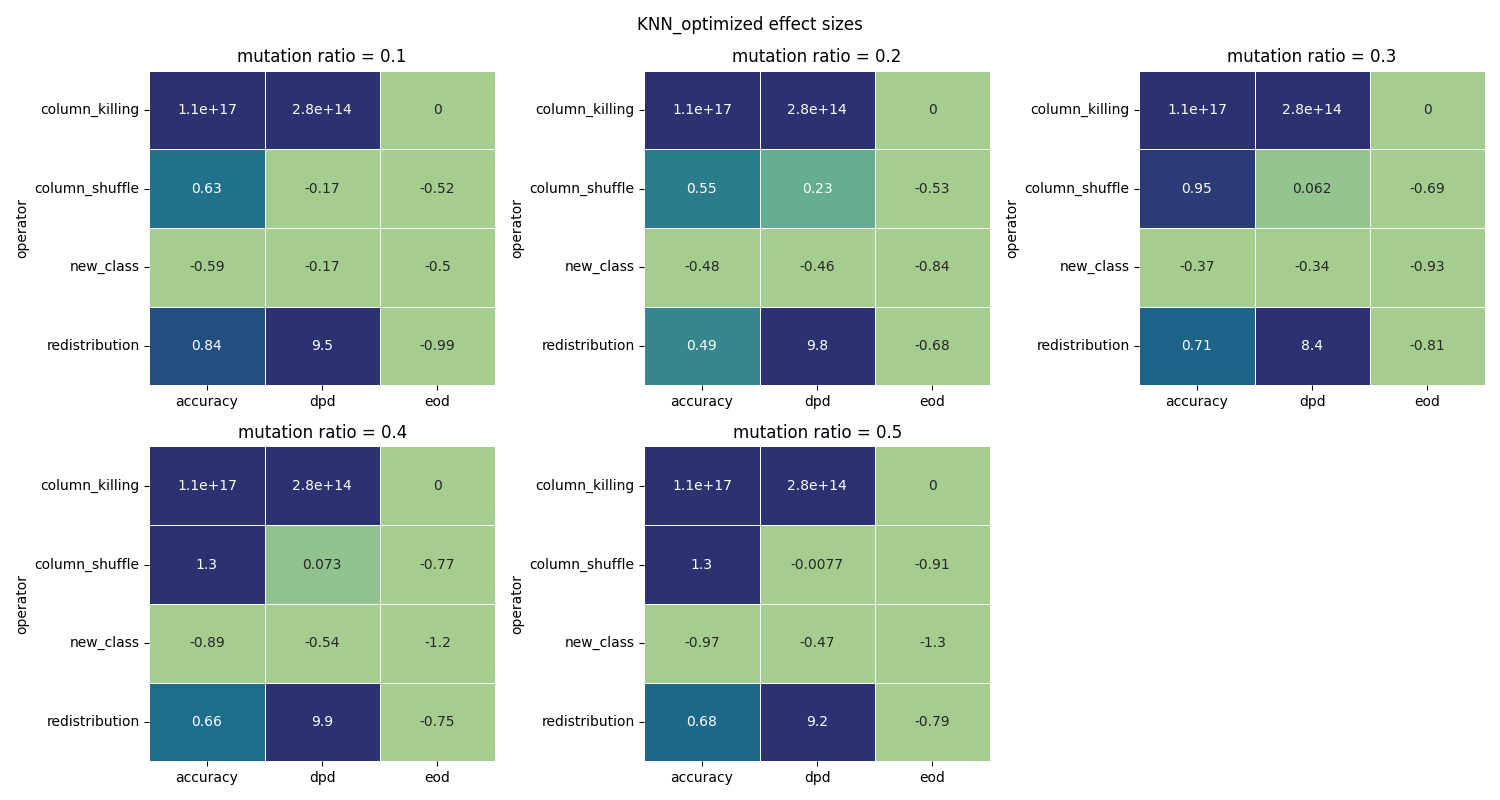 KNN_optimized effect sizes
mutation ratio = 0.1
operator
column_killing 1.1e+17 2.8e+14 0
column_shuffle 0.63 -0.17 -0.52
new_class -0.59 -0.17 -0.5
redistribution 0.84 9.5 -0.99
accuracy dpd eod
mutation ratio = 0.2
operator
column_killing 1.1e+17 2.8e+14 0
column_shuffle 0.55 0.23 -0.53
new_class -0.48 -0.46 -0.84
redistribution 0.49 9.8 -0.68
accuracy dpd eod
mutation ratio = 0.3
operator
column_killing 1.1e+17 2.8e+14 0
column_shuffle 0.95 0.062 -0.69
new_class -0.37 -0.34 -0.93
redistribution 0.71 8.4 -0.81
accuracy dpd eod
mutation ratio = 0.4
operator
column_killing 1.1e+17 2.8e+14 0
column_shuffle 1.3 0.073 -0.77
new_class -0.89 -0.54 -1.2
redistribution 0.66 9.9 -0.75
accuracy dpd eod
mutation ratio = 0.5
operator
column_killing 1.1e+17 2.8e+14 0
column_shuffle 1.3 -0.0077 -0.91
new_class -0.97 -0.47 -1.3
redistribution 0.68 9.2 -0.79
accuracy dpd eod